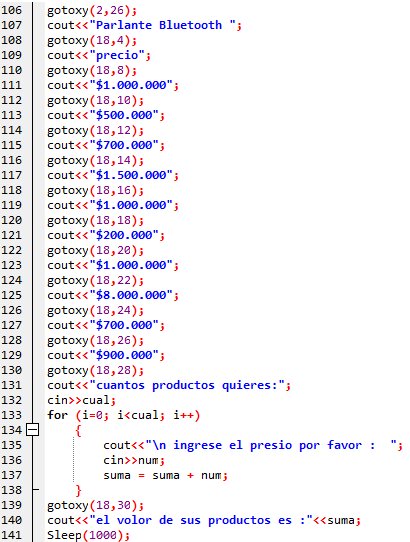 106 gotoxy(2,26);
107 cout<<"Parlante Bluetooth ";
108 gotoxy(18,4);
109 cout<<"precio";
110 gotoxy(18,8);
111 cout<<"$1.000.000";
112 gotoxy(18,10);
113 cout<<"$500.000";
114 gotoxy(18,12);
115 cout<<"$700.000";
116 gotoxy(18,14);
117 cout<<"$1.500.000";
118 gotoxy(18,16);
119 cout<<"$1.000.000";
120 gotoxy(18,18);
121 cout<<"$200.000";
122 gotoxy(18,20);
123 cout<<"$1.000.000";
124 gotoxy(18,22);
125 cout<<"$8.000.000";
126 gotoxy(18,24);
127 cout<<"$700.000";
128 gotoxy(18,26);
129 cout<<"$900.000";
130 gotoxy(18,28);
131 cout<<"cuantos productos quieres:";
132 cin>>cual;
133 for (i=0; i<cual; i++)
134 {
135 cout<<"\n ingrese el presio por favor :  ";
136 cin>>num;
137 suma = suma + num;
138 }
139 gotoxy(18,30);
140 cout<<"el volor de sus productos es :"<<suma;
141 Sleep(1000);